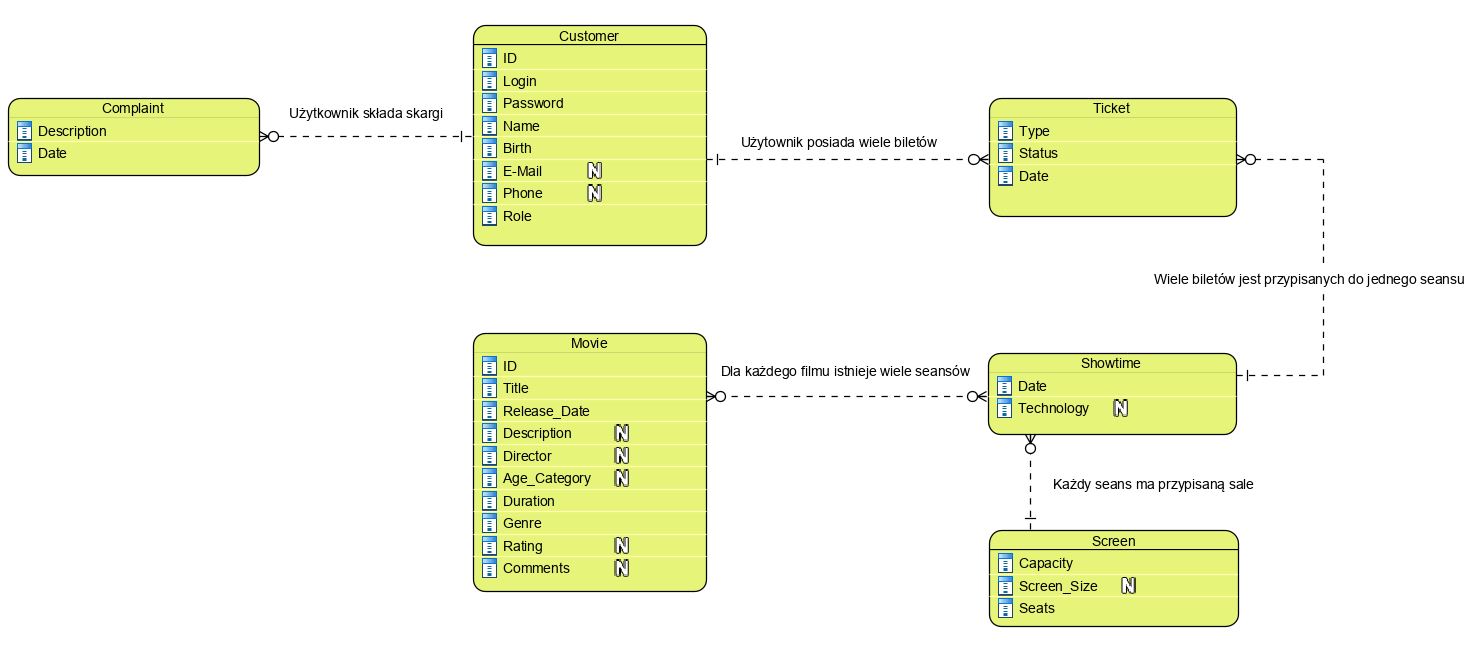 Customer
ID
Login
Password
Name
Birth
E-Mail N
Phone N
Role
Complaint
Description
Date
Użytkownik składa skargi
Użytownik posiada wiele biletów
Ticket
Type
Status
Date
Wiele biletów jest przypisanych do jednego seansu
Movie
ID
Title
Release_Date
Description N
Director N
Age_Category N
Duration
Genre
Rating N
Comments N
Dla każdego filmu istnieje wiele seansów
Showtime
Date
Technology N
Każdy seans ma przypisaną sale
Screen
Capacity
Screen_Size N
Seats